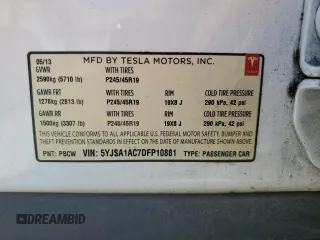 05/13 MFD BY TESLA MOTORS, INC.
GVWR WITH TIRES
2590kg (5710 lb) P245/45R19
GAWR FRT WITH TIRES RIM COLD TIRE PRESSURE
1276kg (2813 lb) P245/45R19 19X8 J 290 kPa, 42 psi
GAWR RR WITH TIRES RIM COLD TIRE PRESSURE
1500kg (3307 lb) P245/45R19 19X8 J 290 kPa, 42 psi
THIS VEHICLE CONFORMS TO ALL APPLICABLE U.S. FEDERAL MOTOR VEHICLE
SAFETY, BUMPER, AND THEFT PREVENTION STANDARDS IN EFFECT
ON THE DATE OF MANUFACTURE SHOWN ABOVE.
PNT: PBCW VIN: 5YJSA1AC7DFP10881 TYPE: PASSENGER CAR
DREAMBID